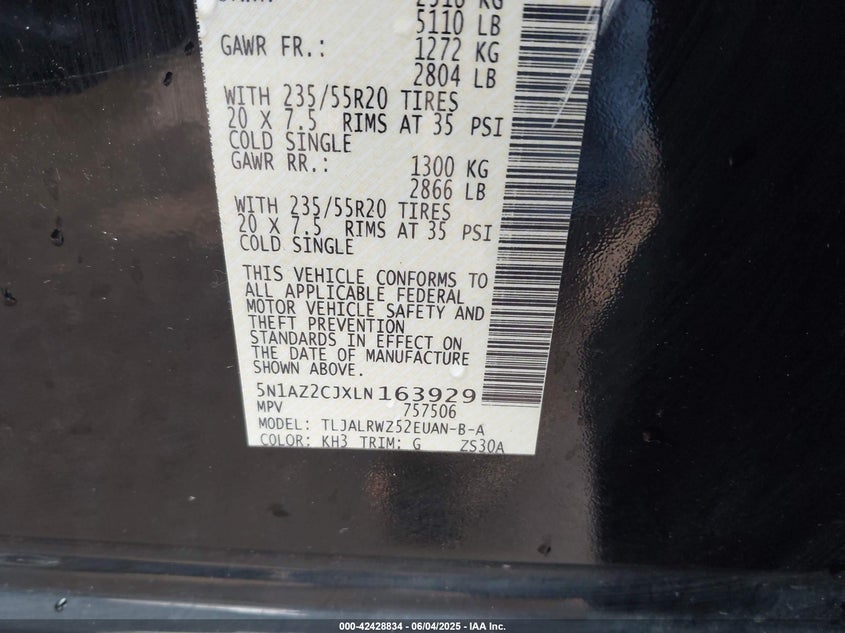 5110 LB
GAWR FR.: 1272 KG
2804 LB
WITH 235/55R20 TIRES
20 X 7.5 RIMS AT 35 PSI
COLD SINGLE
GAWR RR.: 1300 KG
2866 LB
WITH 235/55R20 TIRES
20 X 7.5 RIMS AT 35 PSI
COLD SINGLE
THIS VEHICLE CONFORMS TO
ALL APPLICABLE FEDERAL
MOTOR VEHICLE SAFETY AND
THEFT PREVENTION
STANDARDS IN EFFECT ON
THE DATE OF MANUFACTURE
SHOWN ABOVE.
5N1AZ2CJXLN163929
MPV 757506
MODEL: TLJALRWZ52EUAN-B-A
COLOR: KH3 TRIM: G ZS30A
000-42428834 - 06/04/2025 - IAA Inc.